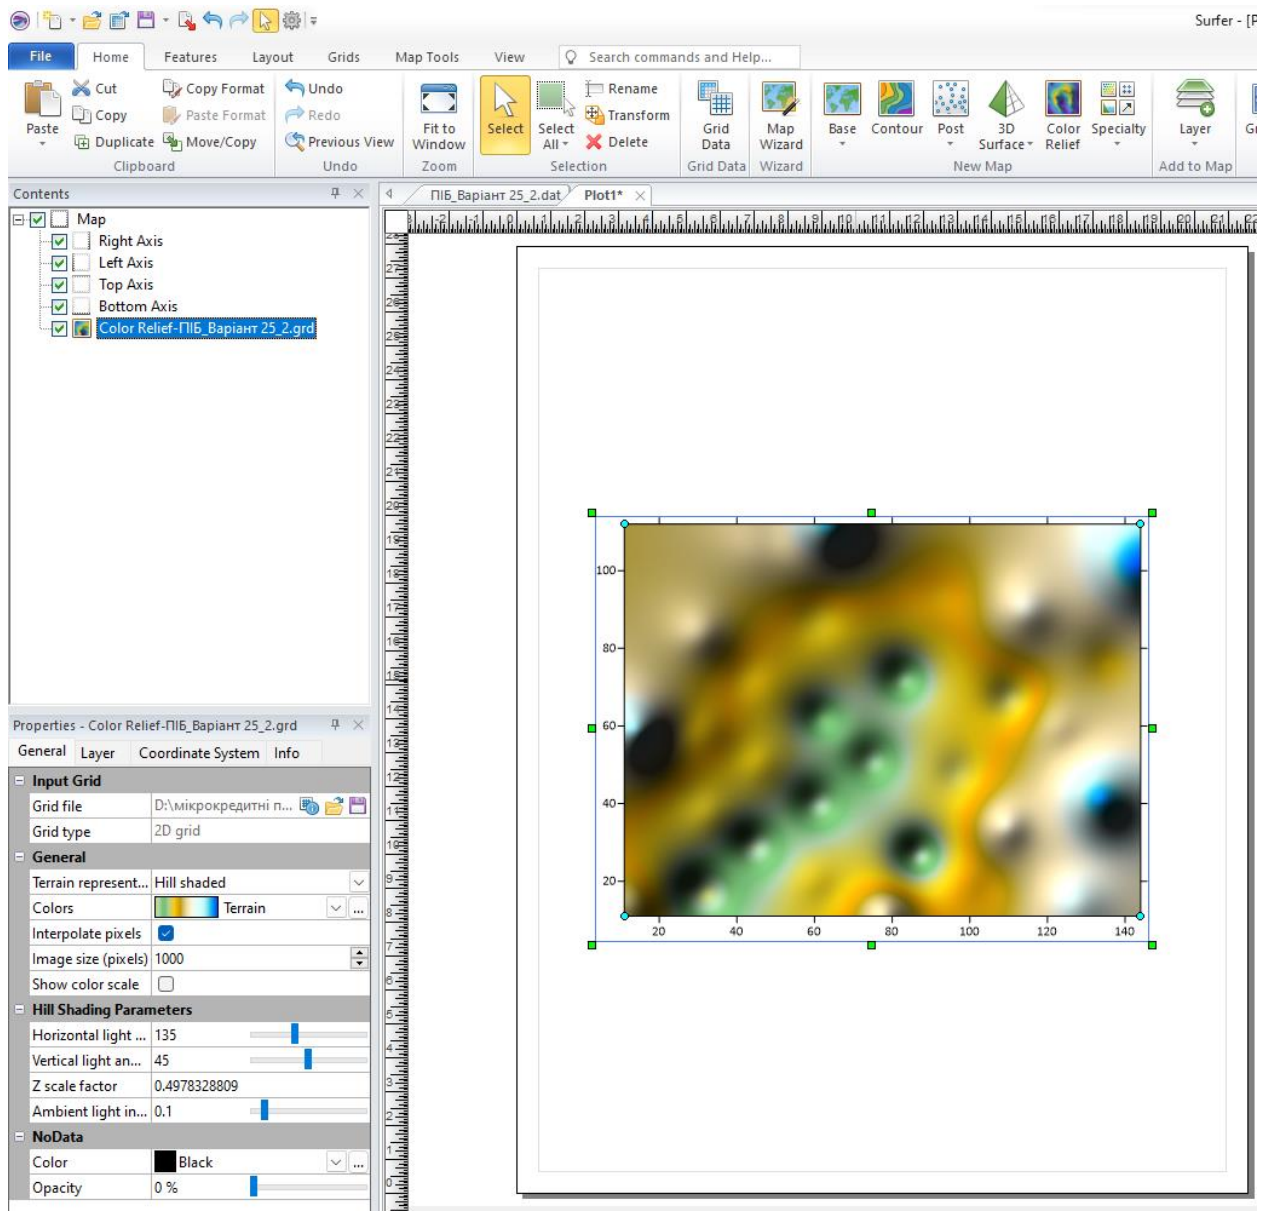 Surfer - [P
File Home Features Layout Grids Map Tools View Search commands and Help...
Paste Cut Copy Format Undo Fit to Window Select Select All Rename Grid Data Map Wizard Base Contour Post 3D Surface Color Relief Specialty Layer
Copy Paste Format Redo Transform
Duplicate Move/Copy Previous View Delete
Clipboard Undo Zoom Selection Grid Data Wizard New Map Add to Map
Contents
ПІБ_Варіант 25_2.dat Plot1*
Map
Right Axis
Left Axis
Top Axis
Bottom Axis
Color Relief-ПІБ_Варіант 25_2.grd
100
80
60
40
20
20 40 60 80 100 120 140
Properties - Color Relief-ПІБ_Варіант 25_2.grd
General Layer Coordinate System Info
Input Grid
Grid file D:\мікрокредитні п...
Grid type 2D grid
General
Terrain represent... Hill shaded
Colors Terrain ...
Interpolate pixels
Image size (pixels) 1000
Show color scale
Hill Shading Parameters
Horizontal light ... 135
Vertical light an... 45
Z scale factor 0.4978328809
Ambient light in... 0.1
NoData
Color Black ...
Opacity 0 %